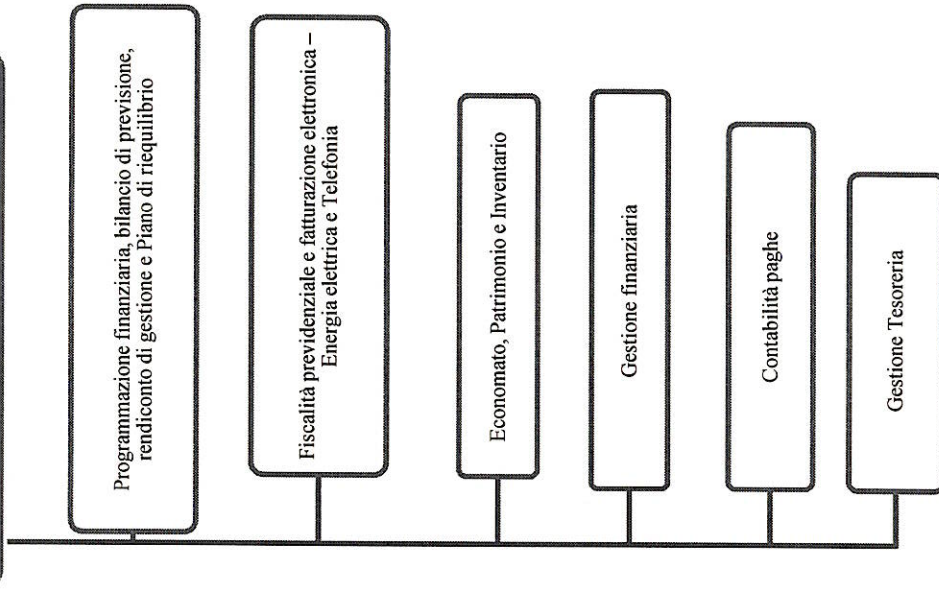 Programmazione finanziaria, bilancio di previsione,
rendiconto di gestione e Piano di riequilibrio
Fiscalità previdenziale e fatturazione elettronica –
Energia elettrica e Telefonia
Economato, Patrimonio e Inventario
Gestione finanziaria
Contabilità paghe
Gestione Tesoreria